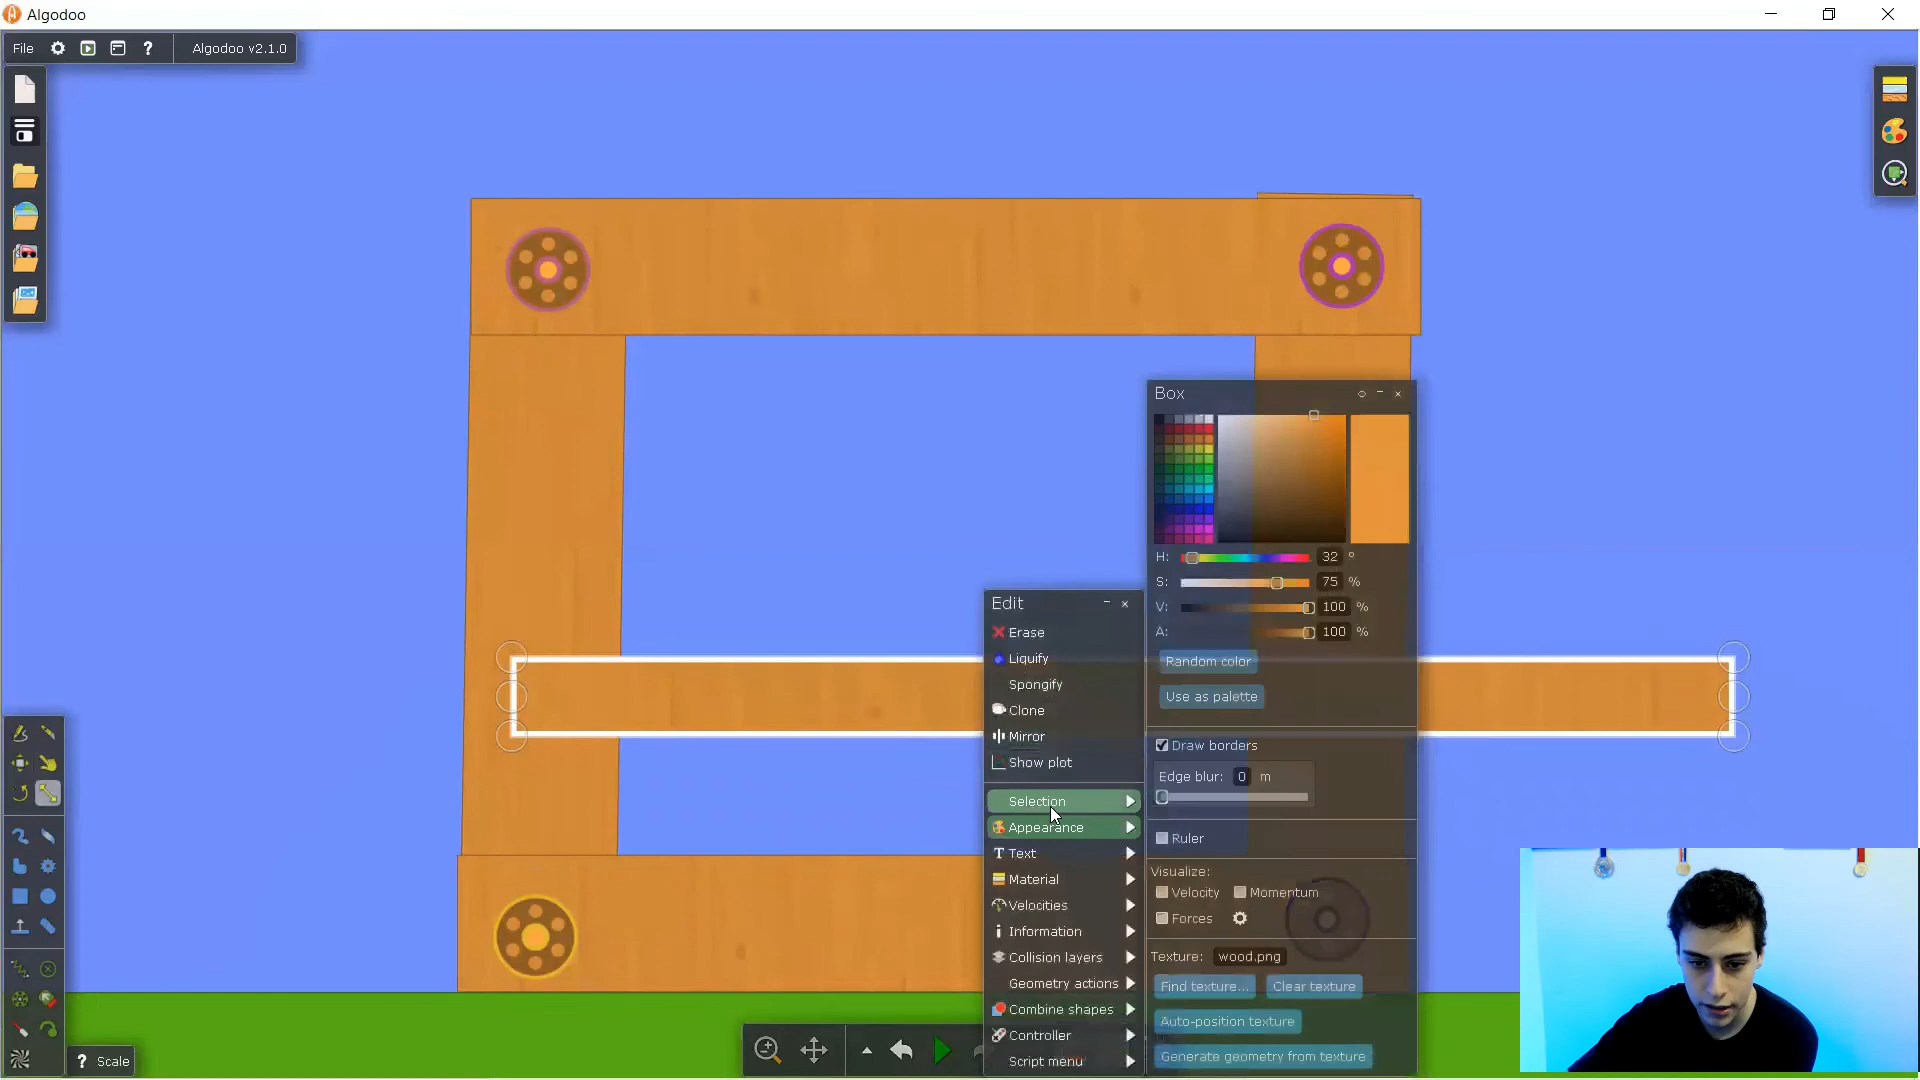 Algodoo
File
?
Algodoo v2.1.0
Box
H: 32 °
S: 75 %
V: 100 %
A: 100 %
Random color
Use as palette
Draw borders
Edge blur: 0 m
Ruler
Visualize:
Velocity Momentum
Forces
Texture: wood.png
Find texture... Clear texture
Auto-position texture
Generate geometry from texture
Edit
Erase
Liquify
Spongify
Clone
Mirror
Show plot
Selection
Appearance
Text
Material
Velocities
Information
Collision layers
Geometry actions
Combine shapes
Controller
Script menu
? Scale